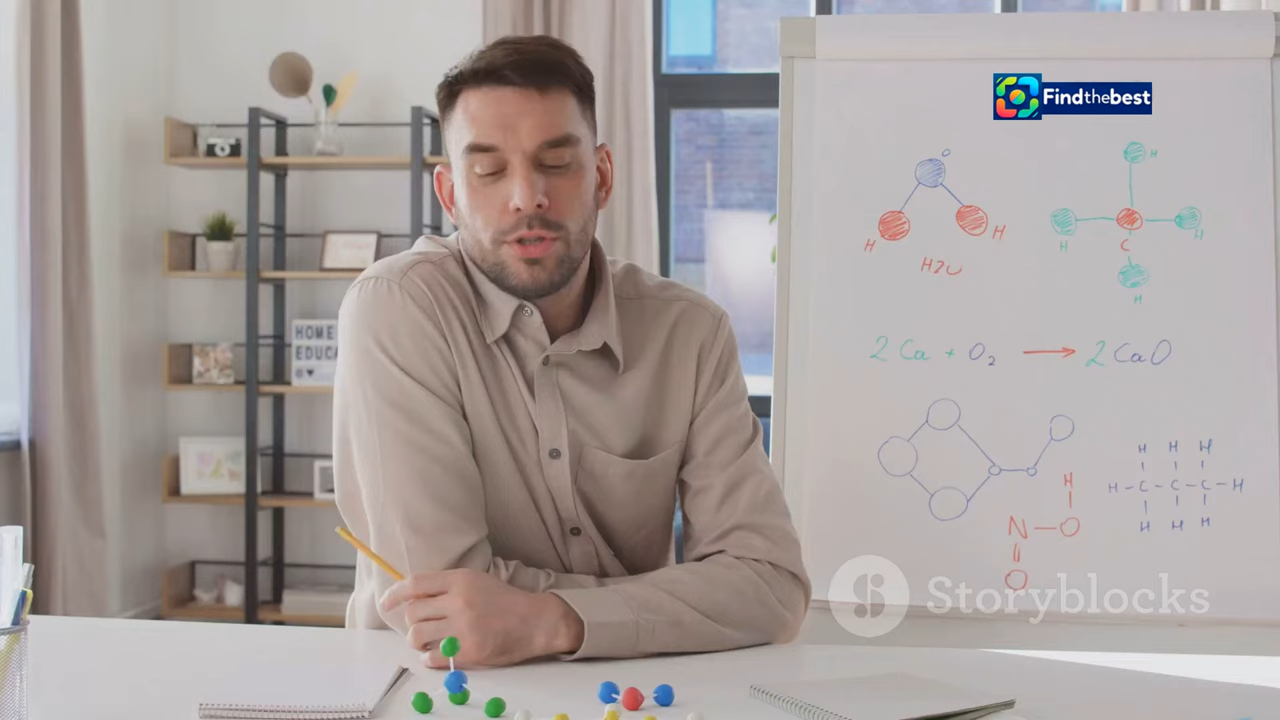 Findthebest
HOME
EDUCA
O
H
H
H2O
H
H
H
C
H
2 Ca + O₂ → 2 CaO
H H H
H-C-C-C-H
H H H
H
N-O
O
Storyblocks